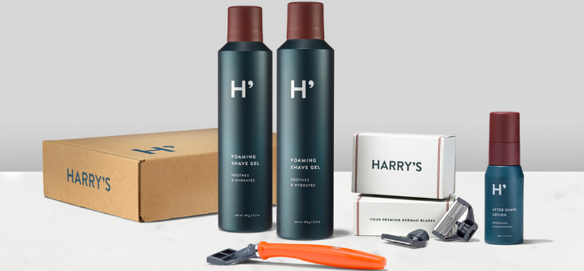 H'
HARRY'S
H'
FOAMING
SHAVE GEL
SOOTHES
& HYDRATES
H'
FOAMING
SHAVE GEL
SOOTHES
& HYDRATES
HARRY'S
FOUR PREMIUM GERMAN BLADES
H'
AFTER SHAVE
LOTION